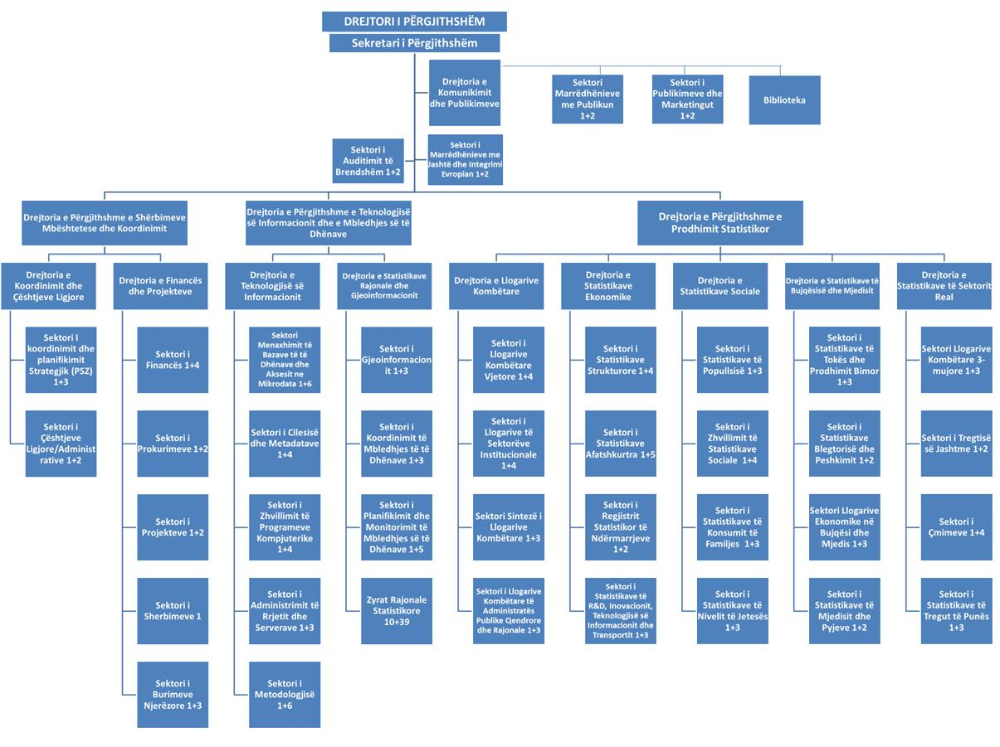 DREJTORI I PËRGJITHSHËM
Sekretari i Përgjithshëm
Drejtoria e
Komunikimit
dhe Publikimeve
Sektori
Marrëdhënieve
me Publikun
1+2
Sektori i
Publikimeve dhe
Marketingut
1+2
Biblioteka
Sektori i
Auditimit të
Brendshëm 1+2
Sektori i
Marrëdhënieve me
Jashtë dhe Integrimi
Evropian 1+2
Drejtoria e Përgjithshme e Shërbimeve
Mbështetese dhe Koordinimit
Drejtoria e Përgjithshme e Teknologjisë
së Informacionit dhe e Mbledhjes së të
Dhënave
Drejtoria e Përgjithshme e
Prodhimit Statistikor
Drejtoria e
Koordinimit dhe
Çështjeve Ligjore
Drejtoria e Financës
dhe Projekteve
Drejtoria e
Teknologjisë së
Informacionit
Drejtoria e Statistikave
Rajonale dhe
Gjeoinformacionit
Drejtoria e Llogarive
Kombëtare
Drejtoria e
Statistikave
Ekonomike
Drejtoria e
Statistikave Sociale
Drejtoria e Statistikave të
Bujqësisë dhe Mjedisit
Drejtoria e
Statistikave të Sektorit
Real
Sektori I
koordinimit dhe
planifikimit
Strategjik (PSZ)
1+3
Sektori i
Financës 1+4
Sektori
Menaxhimit të
Bazave të të
Dhënave dhe
Aksesit ne
Mikrodata 1+6
Sektori i
Gjeoinformacion
it 1+3
Sektori i
Llogarive
Kombëtare
Vjetore 1+4
Sektori i
Statistikave
Strukturore 1+4
Sektori i
Statistikave të
Popullsisë 1+3
Sektori i
Statistikave të
Tokës dhe
Prodhimit Bimor
1+3
Sektori Llogarive
Kombëtare 3-
mujore 1+3
Sektori i
Çështjeve
Ligjore/Administ
rative 1+2
Sektori i
Prokurimeve 1+2
Sektori i Cilesisë
dhe Metadatave
1+4
Sektori i
Koordinimit të
Mbledhjes të të
Dhënave 1+3
Sektori i
Llogarive të
Sektorëve
Institucionale
1+4
Sektori i
Statistikave
Afatshkurtra 1+5
Sektori i
Zhvillimit të
Statistikave
Sociale 1+4
Sektori i
Statistikave
Blegtorisë dhe
Peshkimit 1+2
Sektori i Tregtisë
së Jashtme 1+2
Sektori i
Projekteve 1+2
Sektori i
Zhvillimit të
Programeve
Kompjuterike
1+4
Sektori i
Planifikimit dhe
Monitorimit të
Mbledhjes së të
Dhënave 1+5
Sektori Sintezë i
Llogarive
Kombëtare 1+3
Sektori i
Regjistrit
Statistikor të
Ndërmarrjeve
1+2
Sektori i
Statistikave të
Konsumit të
Familjes 1+3
Sektori Llogarive
Ekonomike në
Bujqësi dhe
Mjedis 1+3
Sektori i
Çmimeve 1+4
Sektori i
Sherbimeve 1
Sektori i
Administrimit të
Rrjetit dhe
Serverave 1+3
Zyrat Rajonale
Statistikore
10+39
Sektori i Llogarive
Kombëtare të
Administratës
Publike Qendrore
dhe Rajonale 1+3
Sektori i
Statistikave të
R&D, Inovacionit,
Teknologjisë së
Informacionit dhe
Transportit 1+3
Sektori i
Statistikave të
Nivelit të Jetesës
1+3
Sektori i
Statistikave të
Mjedisit dhe
Pyjeve 1+2
Sektori i
Statistikave të
Tregut të Punës
1+3
Sektori i
Burimeve
Njerëzore 1+3
Sektori i
Metodologjisë
1+6